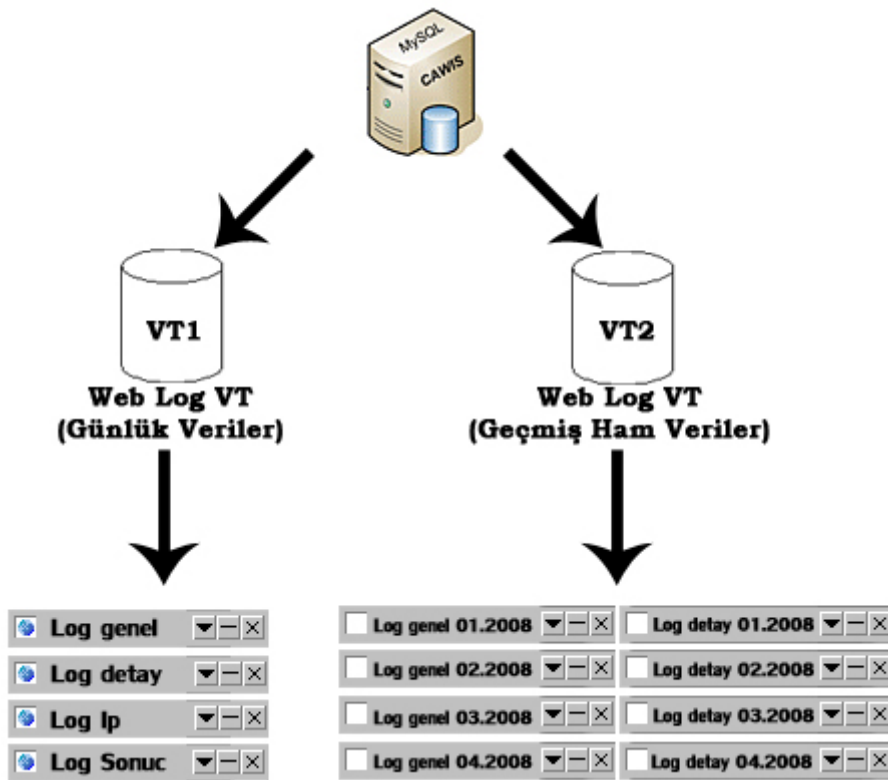 MySQL
CAWIS
VT1
VT2
Web Log VT
(Günlük Veriler)
Web Log VT
(Geçmiş Ham Veriler)
Log genel
Log detay
Log Ip
Log Sonuc
Log genel 01.2008
Log detay 01.2008
Log genel 02.2008
Log detay 02.2008
Log genel 03.2008
Log detay 03.2008
Log genel 04.2008
Log detay 04.2008